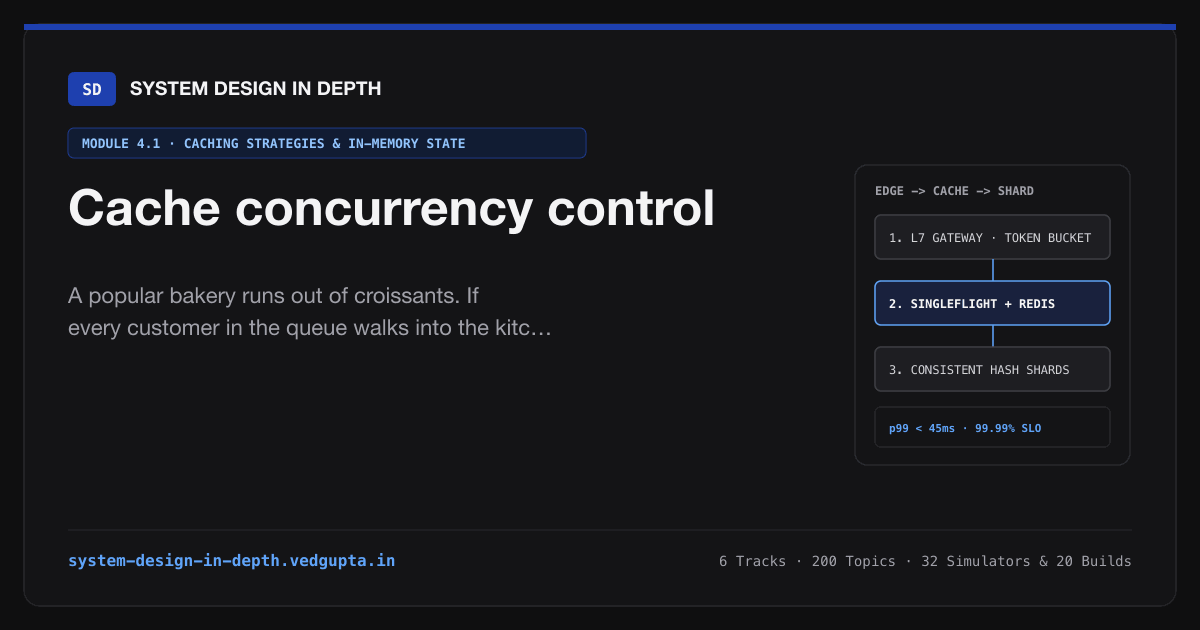 SD
SYSTEM DESIGN IN DEPTH
MODULE 4.1 · CACHING STRATEGIES & IN-MEMORY STATE
Cache concurrency control
A popular bakery runs out of croissants. If
every customer in the queue walks into the kitc…
EDGE -> CACHE -> SHARD
1. L7 GATEWAY · TOKEN BUCKET
2. SINGLEFLIGHT + REDIS
3. CONSISTENT HASH SHARDS
p99 < 45ms · 99.99% SLO
system-design-in-depth.vedgupta.in
6 Tracks · 200 Topics · 32 Simulators & 20 Builds